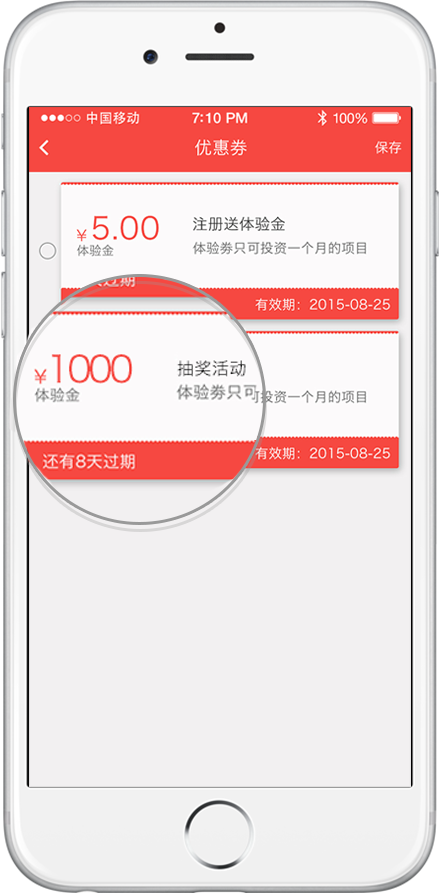 中国移动 7:10 PM 100%
优惠券 保存
¥5.00 注册送体验金
体验金 体验券只可投资一个月的项目
过期
有效期：2015-08-25
¥1000 抽奖活动
体验金 体验券只可
可投资一个月的项目
还有8天过期 有效期：2015-08-25